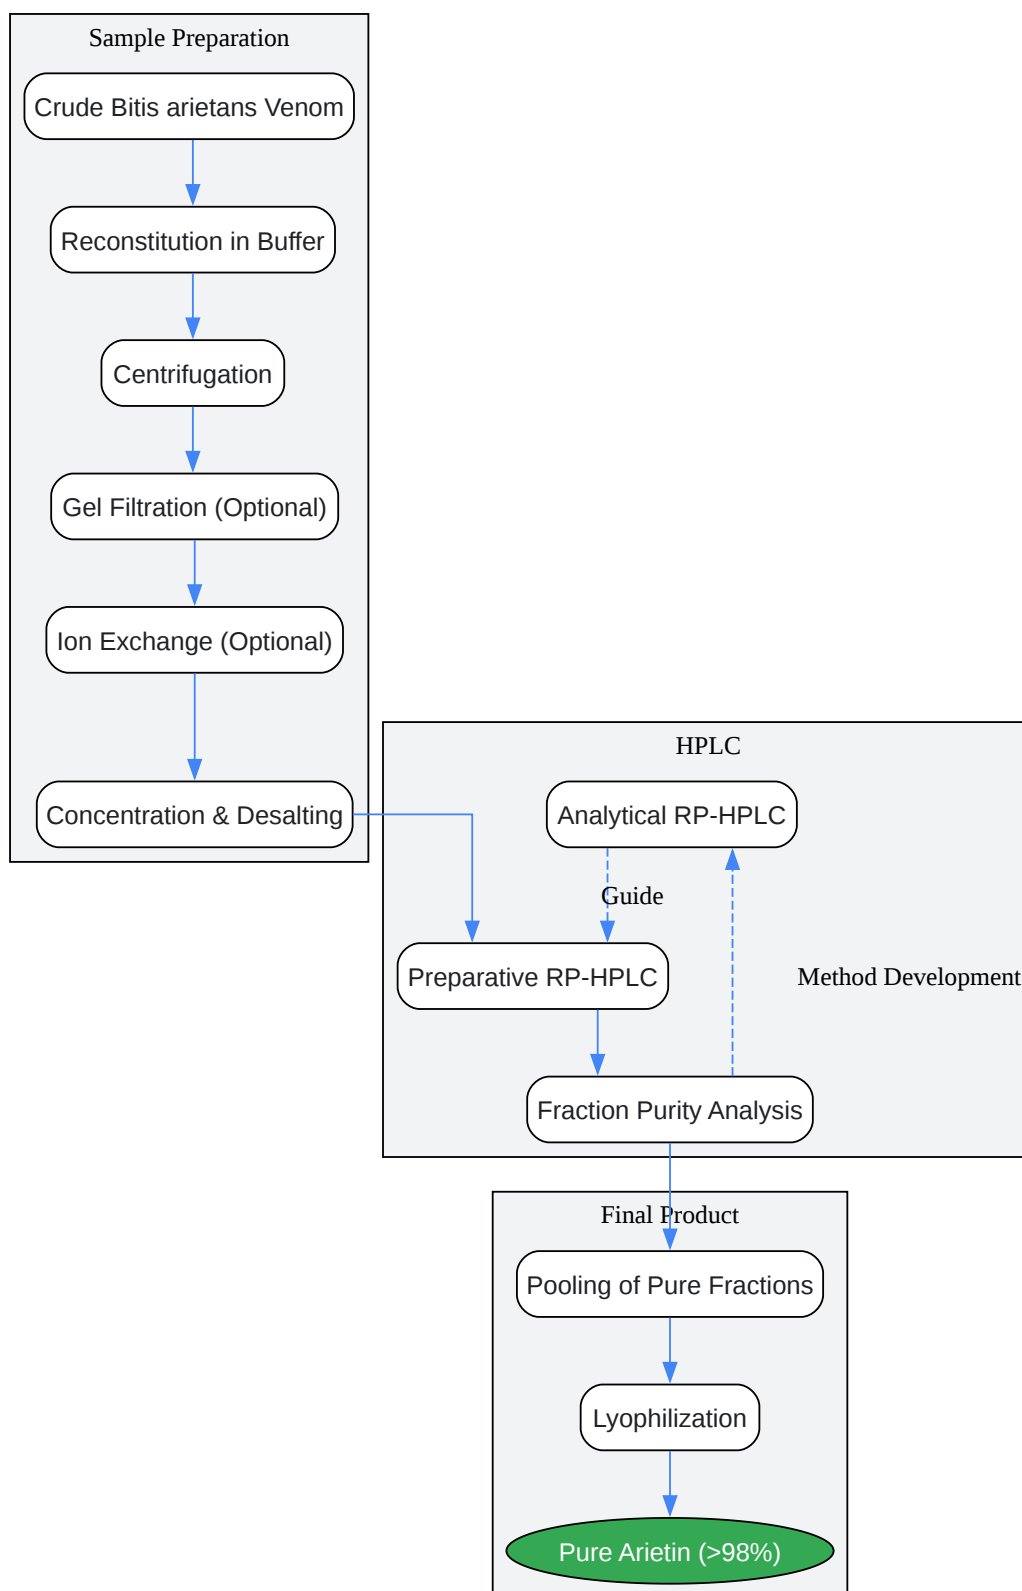 Sample Preparation
Crude Bitis arietans Venom
Reconstitution in Buffer
Centrifugation
Gel Filtration (Optional)
Ion Exchange (Optional)
Concentration & Desalting
HPLC
Analytical RP-HPLC
Guide
Preparative RP-HPLC
Method Development
Fraction Purity Analysis
Final Product
Pooling of Pure Fractions
Lyophilization
Pure Arietin (>98%)